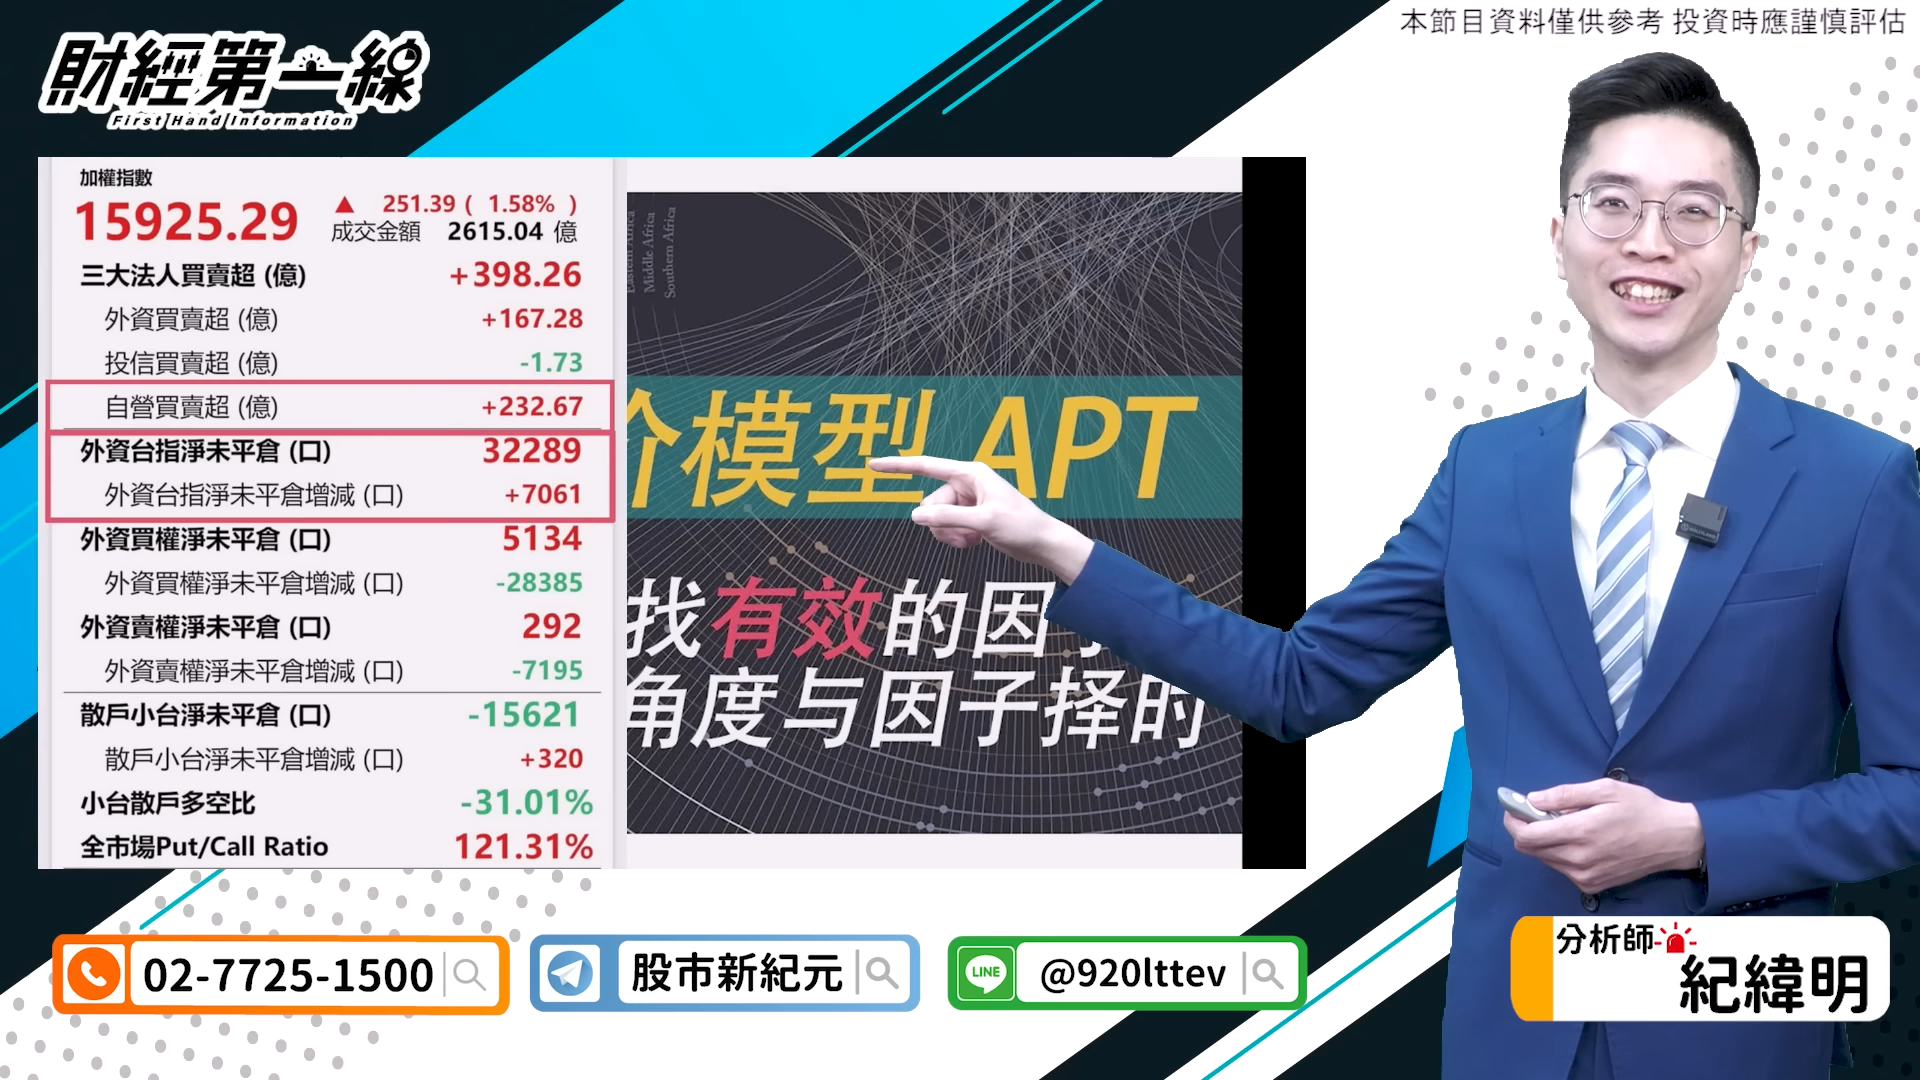 本節目資料僅供參考 投資時應謹慎評估
財經第一線
First Hand Information
加權指數
15925.29 ▲ 251.39 ( 1.58% )
成交金額 2615.04 億
三大法人買賣超 (億) +398.26
外資買賣超 (億) +167.28
投信買賣超 (億) -1.73
自營買賣超 (億) +232.67
外資台指淨未平倉 (口) 32289
外資台指淨未平倉增減 (口) +7061
外資買權淨未平倉 (口) 5134
外資買權淨未平倉增減 (口) -28385
外資賣權淨未平倉 (口) 292
外資賣權淨未平倉增減 (口) -7195
散戶小台淨未平倉 (口) -15621
散戶小台淨未平倉增減 (口) +320
小台散戶多空比 -31.01%
全市場Put/Call Ratio 121.31%
Eastern Africa
Middle Africa
Southern Africa
价模型 APT
找有效的因
角度与因子择时
02-7725-1500
股市新紀元
LINE
@920lttev
分析師
紀緯明